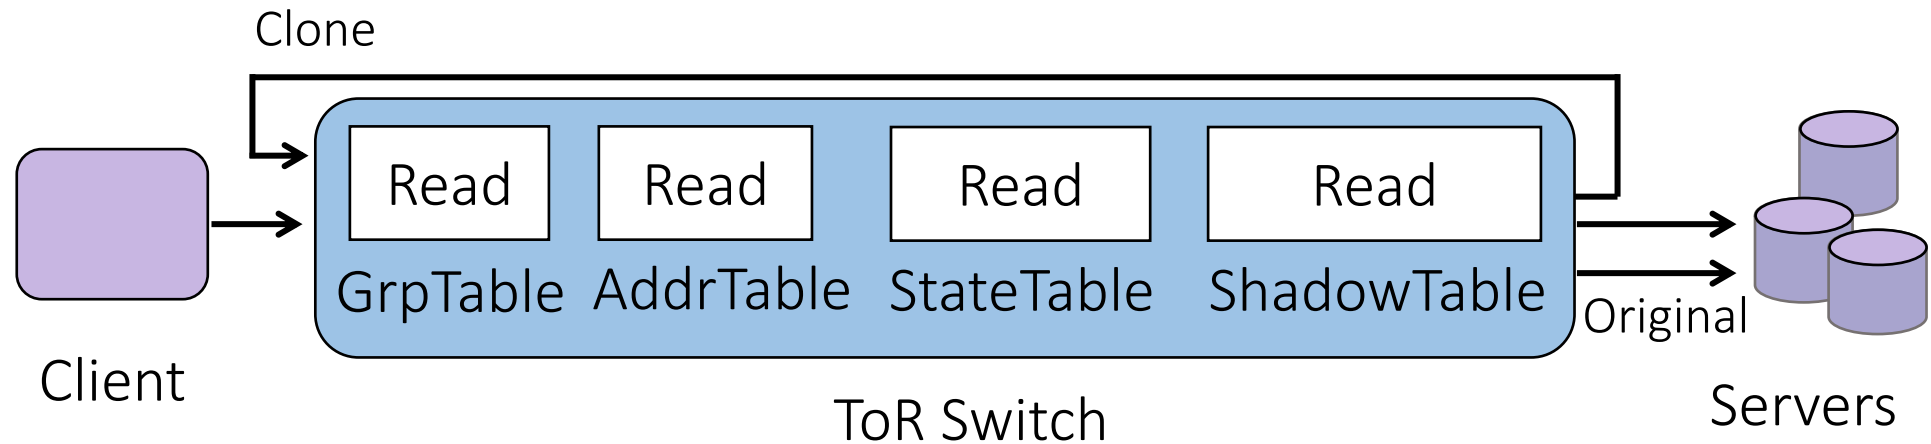 Clone
Read Read Read Read
GrpTable AddrTable StateTable ShadowTable
Original
Client
ToR Switch
Servers